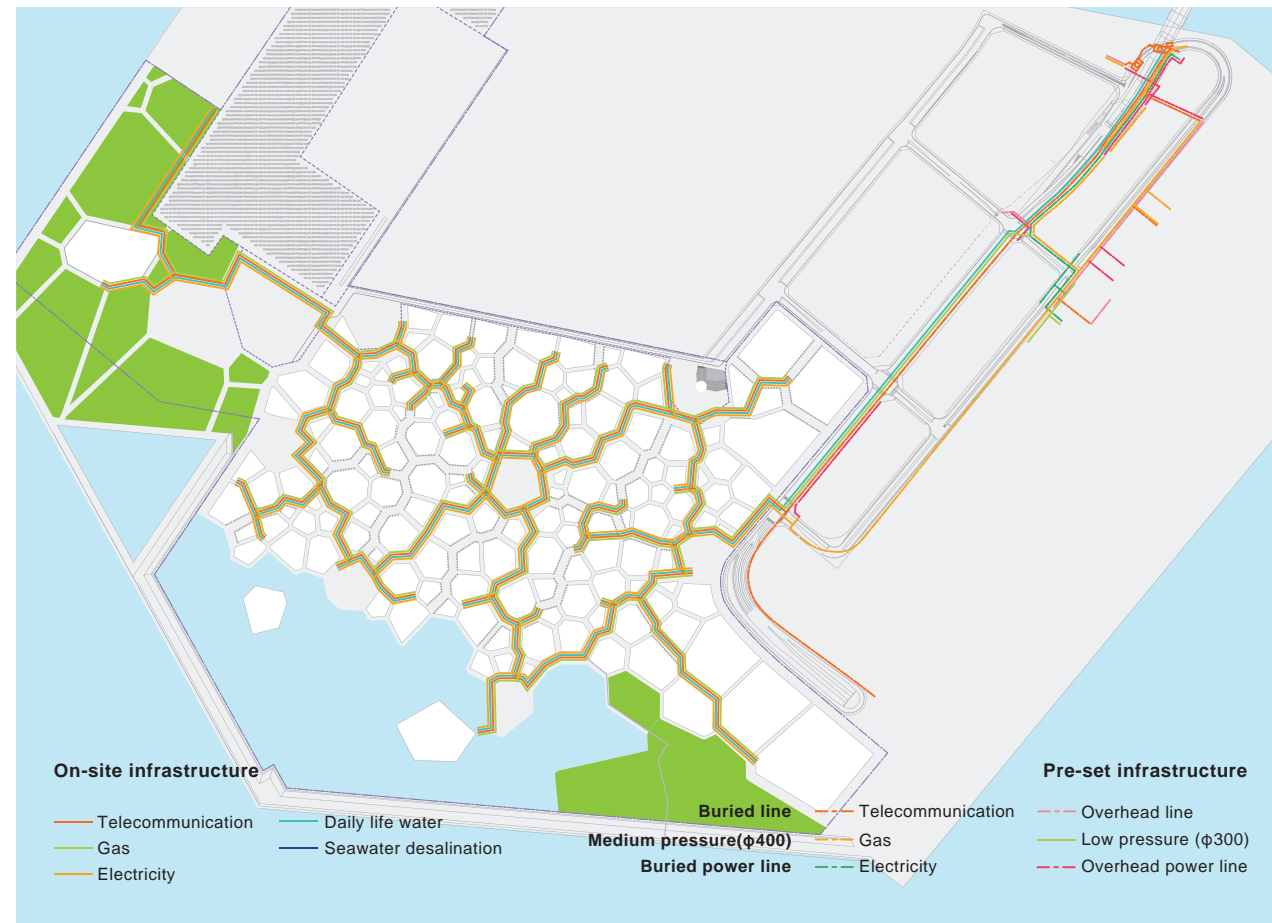 On-site infrastructure
Telecommunication
Gas
Electricity
Daily life water
Seawater desalination
Pre-set infrastructure
Buried line Telecommunication Overhead line
Medium pressure(φ400) Gas Low pressure (φ300)
Buried power line Electricity Overhead power line